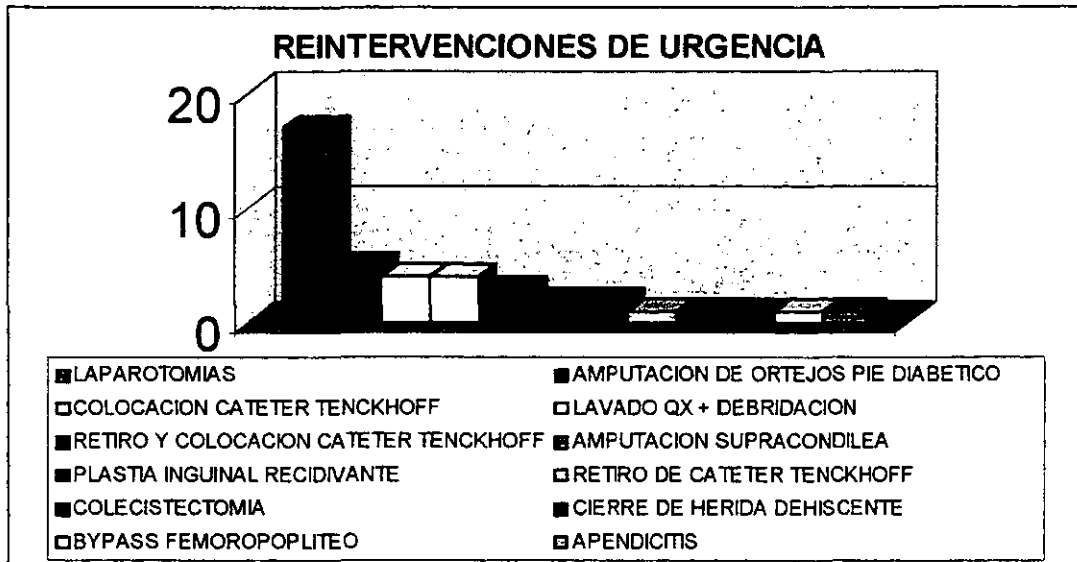 REINTERVENCIONES DE URGENCIA
20
10
0
LAPAROTOMIAS AMPUTACION DE ORTEJOS PIE DIABETICO
COLOCACION CATETER TENCKHOFF LAVADO QX + DEBRIDACION
RETIRO Y COLOCACION CATETER TENCKHOFF AMPUTACION SUPRACONDILEA
PLASTIA INGUINAL RECIDIVANTE RETIRO DE CATETER TENCKHOFF
COLECISTECTOMIA CIERRE DE HERIDA DEHISCENTE
BYPASS FEMOROPOPLITEO APENDICITIS